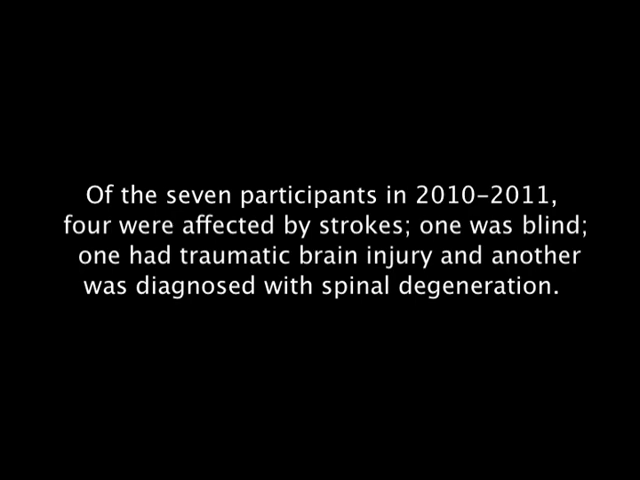 Of the seven participants in 2010-2011,
four were affected by strokes; one was blind;
one had traumatic brain injury and another
was diagnosed with spinal degeneration.